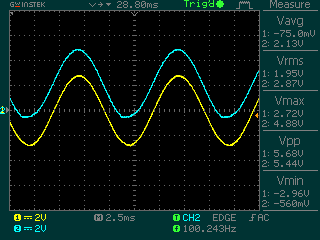 GWINSTEK 28.80ms Trig'd Measure
Vavg
1: -75.0mV
2: 2.13V
Vrms
1: 1.95V
2: 2.87V
Vmax
1: 2.72V
2: 4.88V
Vpp
1: 5.68V
2: 5.44V
Vmin
1: -2.96V
2: -560mV
1 2V M 2.5ms T CH2 EDGE AC
2 2V f 100.243Hz